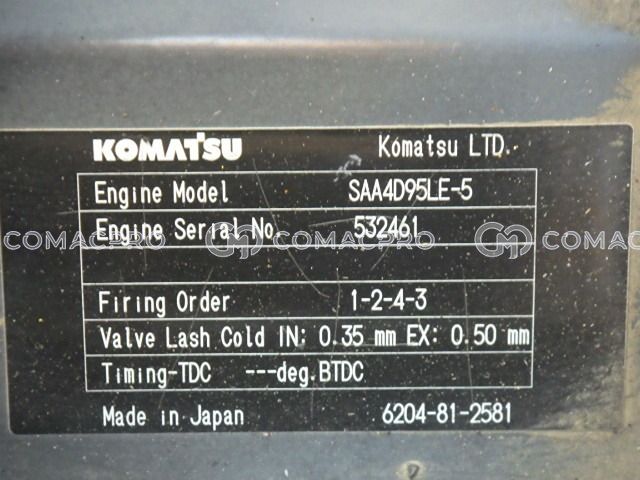 KOMATSU Komatsu LTD.
Engine Model SAA4D95LE-5
Engine Serial No. 532461
COMACPRO COMACPRO COMACPRO
Firing Order 1-2-4-3
Valve Lash Cold IN: 0.35 mm EX: 0.50 mm
Timing-TDC ---deg.BTDC
Made in Japan 6204-81-2581